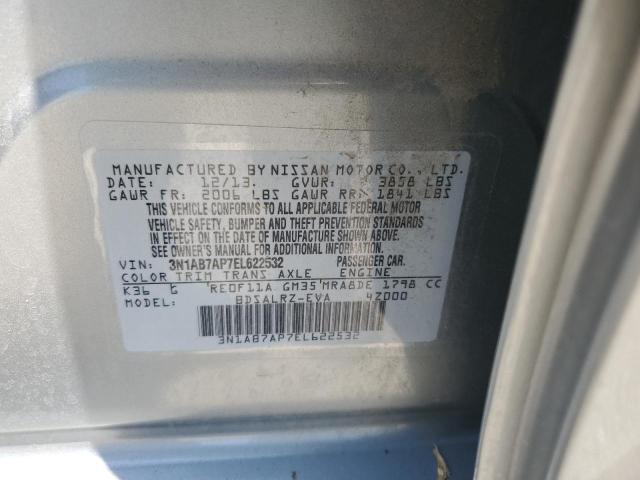 MANUFACTURED BY NISSAN MOTOR CO., LTD.
DATE: 12/13. GVWR: 3858 LBS
GAWR FR: 2006 LBS GAWR RR: 1841 LBS
THIS VEHICLE CONFORMS TO ALL APPLICABLE FEDERAL MOTOR
VEHICLE SAFETY, BUMPER AND THEFT PREVENTION STANDARDS
IN EFFECT ON THE DATE OF MANUFACTURE SHOWN ABOVE.
SEE OWNER'S MANUAL FOR ADDITIONAL INFORMATION.
VIN: 3N1AB7AP7EL622532 PASSENGER CAR.
COLOR TRIM TRANS AXLE ENGINE
K36 G RE0F11A GM35 MRA8DE 1798 CC
MODEL: BDSALRZ-EVA 4Z000
3N1AB7AP7EL622532